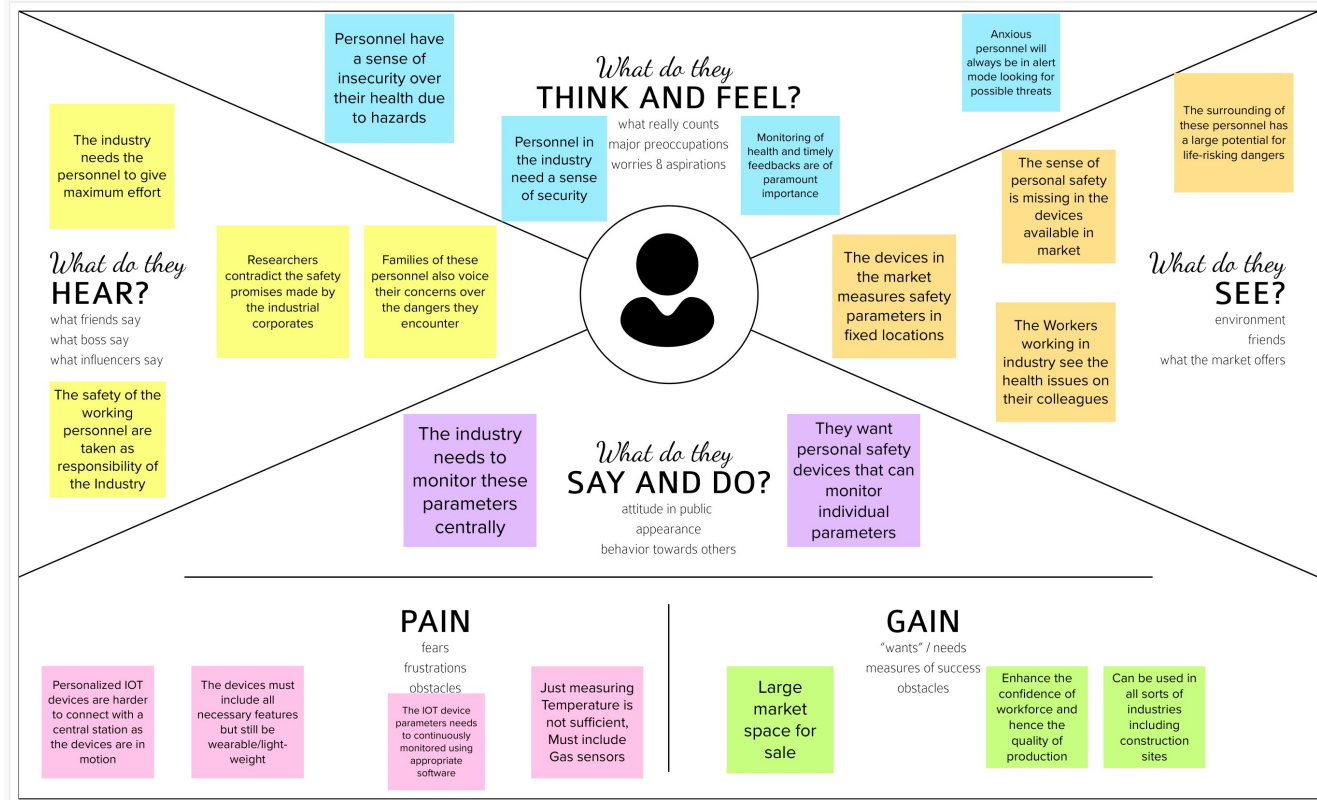 Personnel have
a sense of
insecurity over
their health due
to hazards
What do they
THINK AND FEEL?
what really counts
major preoccupations
worries & aspirations
Personnel in
the industry
need a sense
of security
Monitoring of
health and timely
feedbacks are of
paramount
importance
Anxious
personnel will
always be in alert
mode looking for
possible threats
The industry
needs the
personnel to give
maximum effort
What do they
HEAR?
what friends say
what boss say
what influencers say
Researchers
contradict the safety
promises made by
the industrial
corporates
Families of these
personnel also voice
their concerns over
the dangers they
encounter
The safety of the
working
personnel are
taken as
responsibility of
the Industry
The surrounding of
these personnel has
a large potential for
life-risking dangers
The sense of
personal safety
is missing in the
devices
available in
market
The devices in
the market
measures safety
parameters in
fixed locations
What do they
SEE?
environment
friends
what the market offers
The Workers
working in
industry see the
health issues on
their colleagues
The industry
needs to
monitor these
parameters
centrally
What do they
SAY AND DO?
attitude in public
appearance
behavior towards others
They want
personal safety
devices that can
monitor
individual
parameters
PAIN
fears
frustrations
obstacles
Personalized IOT
devices are harder
to connect with a
central station as
the devices are in
motion
The devices must
include all
necessary features
but still be
wearable/light-
weight
The IOT device
parameters needs
to continuously
monitored using
appropriate
software
Just measuring
Temperature is
not sufficient,
Must include
Gas sensors
GAIN
"wants" / needs
measures of success
obstacles
Large
market
space for
sale
Enhance the
confidence of
workforce and
hence the
quality of
production
Can be used in
all sorts of
industries
including
construction
sites